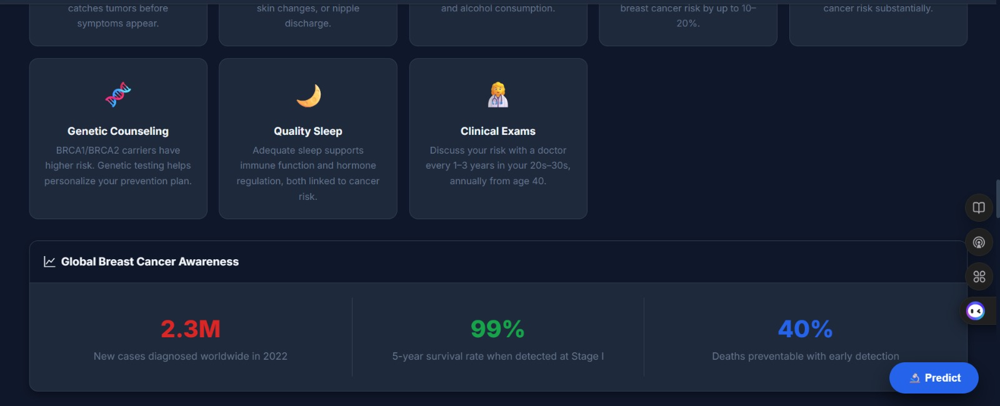 catches tumors before
symptoms appear.
skin changes, or nipple
discharge.
and alcohol consumption.
breast cancer risk by up to 10–
20%.
cancer risk substantially.
Genetic Counseling
BRCA1/BRCA2 carriers have
higher risk. Genetic testing helps
personalize your prevention plan.
Quality Sleep
Adequate sleep supports
immune function and hormone
regulation, both linked to cancer
risk.
Clinical Exams
Discuss your risk with a doctor
every 1–3 years in your 20s–30s,
annually from age 40.
Global Breast Cancer Awareness
2.3M
New cases diagnosed worldwide in 2022
99%
5-year survival rate when detected at Stage I
40%
Deaths preventable with early detection
Predict